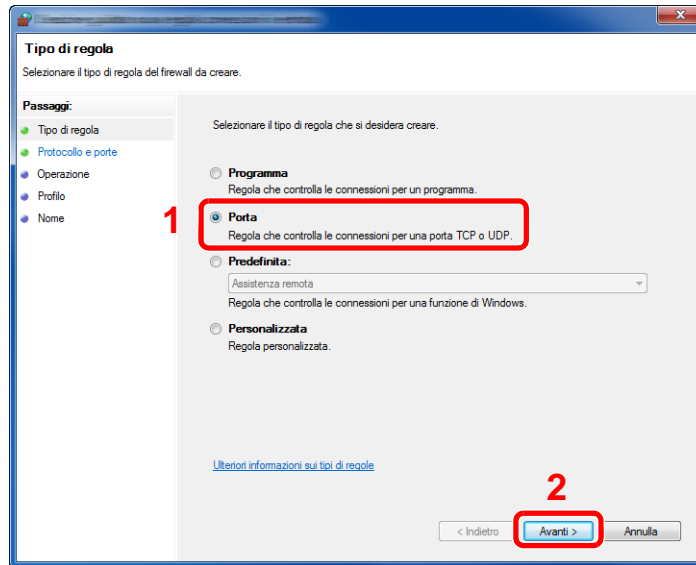 Tipo di regola
Selezionare il tipo di regola del firewall da creare.
Passaggi:
Tipo di regola
Protocollo e porte
Operazione
Profilo
Nome
Selezionare il tipo di regola che si desidera creare.
Programma
Regola che controlla le connessioni per un programma.
1
Porta
Regola che controlla le connessioni per una porta TCP o UDP.
Predefinita:
Assistenza remota
Regola che controlla le connessioni per una funzione di Windows.
Personalizzata
Regola personalizzata.
Ulteriori informazioni sui tipi di regole
2
< Indietro
Avanti >
Annulla